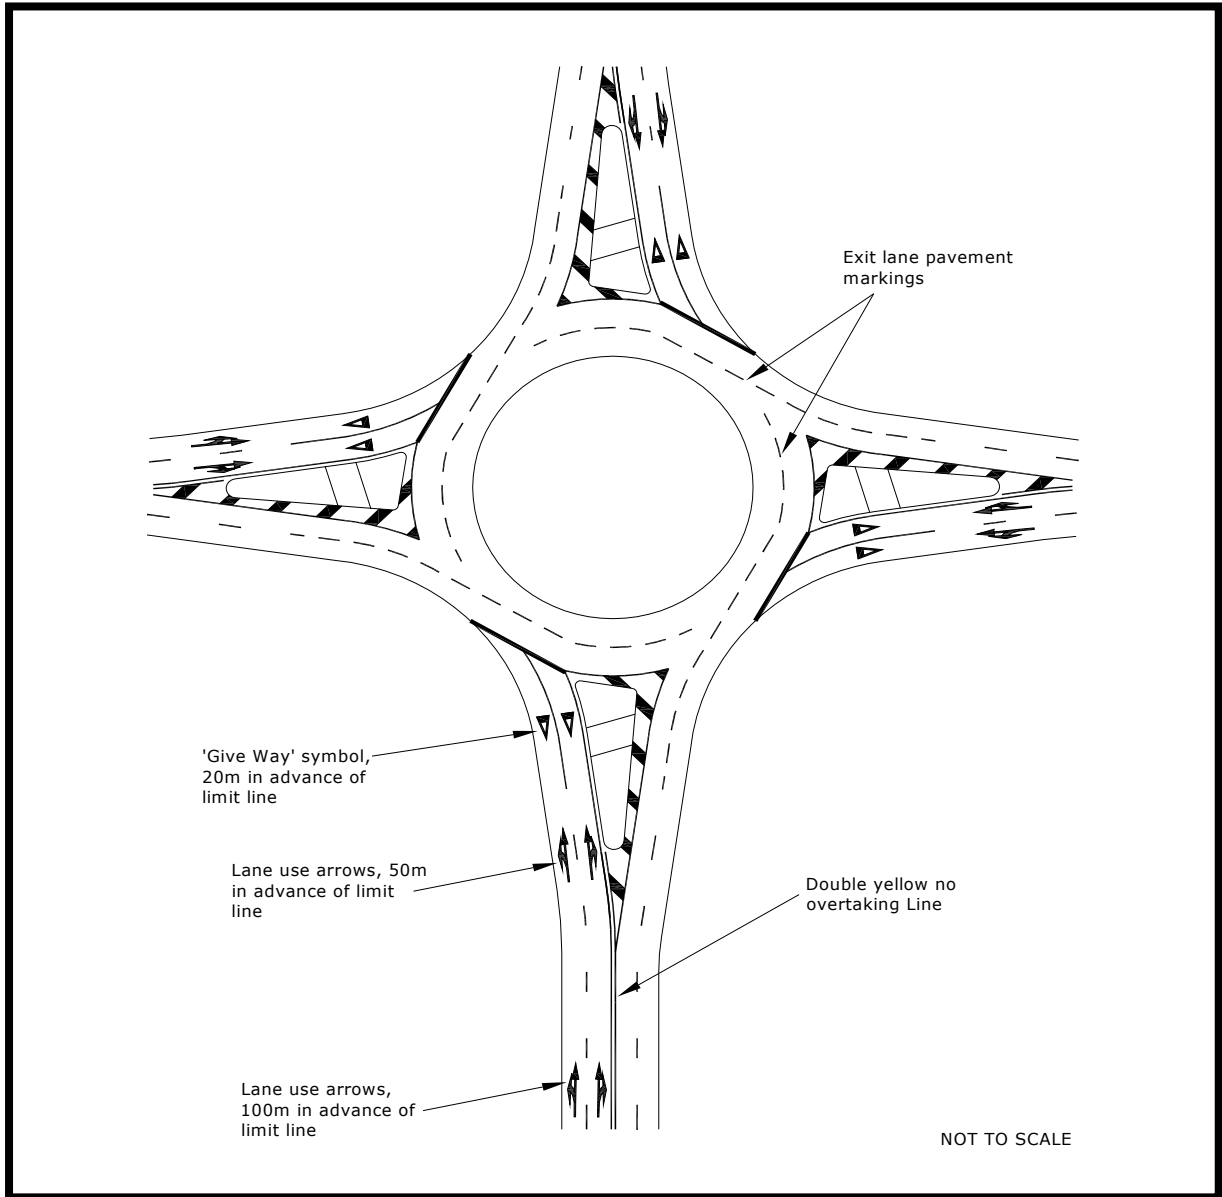 Exit lane pavement
markings
'Give Way' symbol,
20m in advance of
limit line
Lane use arrows, 50m
in advance of limit
line
Double yellow no
overtaking Line
Lane use arrows,
100m in advance of
limit line
NOT TO SCALE